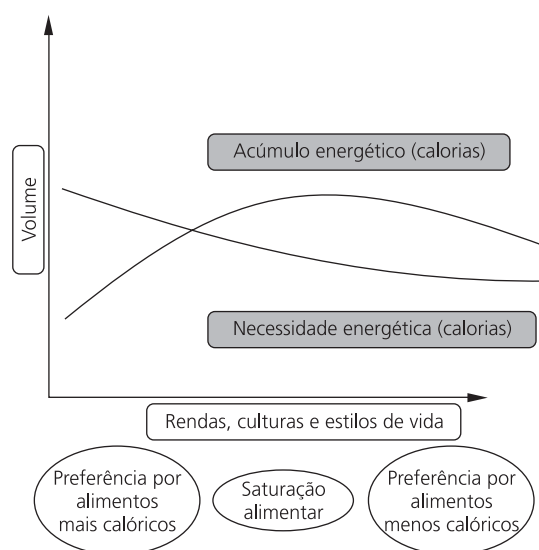 Acúmulo energético (calorias)
Volume
Necessidade energética (calorias)
Rendas, culturas e estilos de vida
Preferência por
alimentos
mais calóricos
Saturação
alimentar
Preferência por
alimentos
menos calóricos